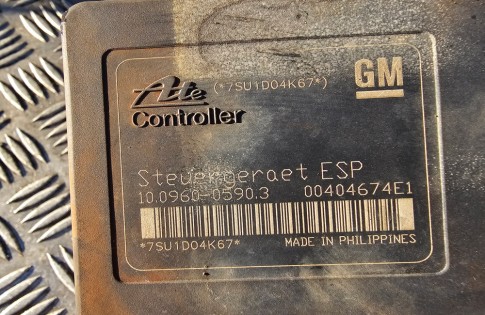 Ate (*7SU1D04K67*) GM
Controller
Steuergeraet ESP
10.0960-0590.3 00404674E1
*7SU1D04K67*
MADE IN PHILIPPINES